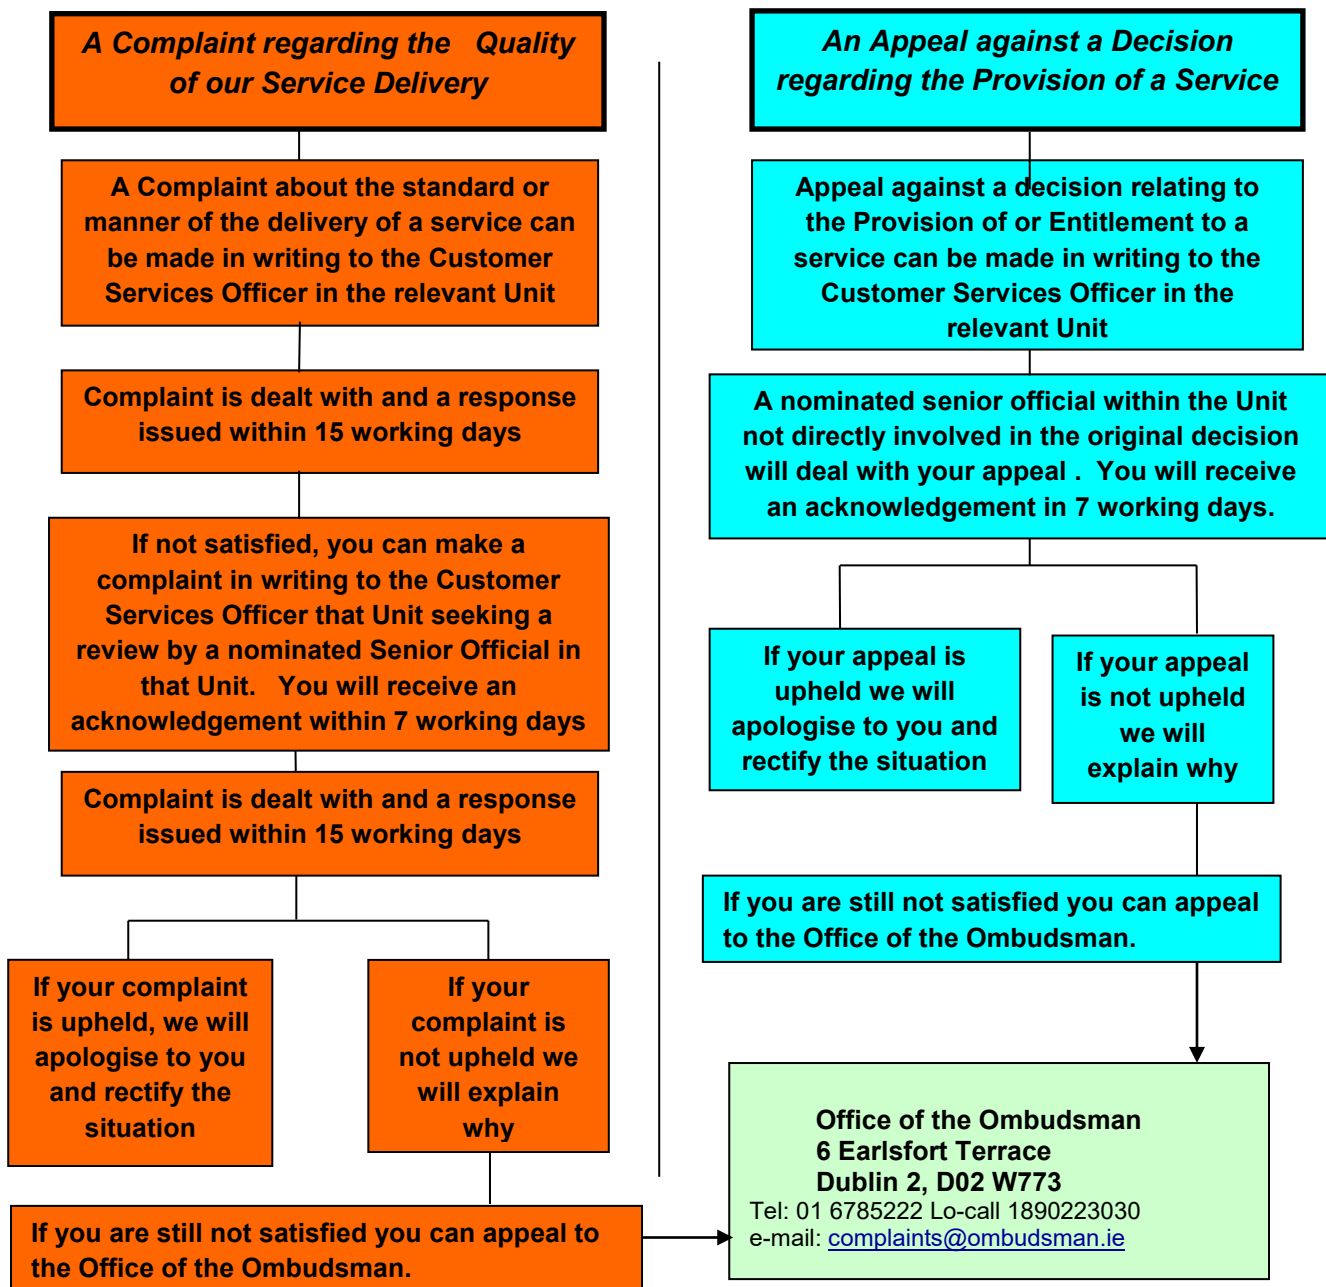 A Complaint regarding the Quality
of our Service Delivery
A Complaint about the standard or
manner of the delivery of a service can
be made in writing to the Customer
Services Officer in the relevant Unit
Complaint is dealt with and a response
issued within 15 working days
If not satisfied, you can make a
complaint in writing to the Customer
Services Officer that Unit seeking a
review by a nominated Senior Official in
that Unit. You will receive an
acknowledgement within 7 working days
Complaint is dealt with and a response
issued within 15 working days
If your complaint
is upheld, we will
apologise to you
and rectify the
situation
If your
complaint is
not upheld we
will explain
why
If you are still not satisfied you can appeal to
the Office of the Ombudsman.
An Appeal against a Decision
regarding the Provision of a Service
Appeal against a decision relating to
the Provision of or Entitlement to a
service can be made in writing to the
Customer Services Officer in the
relevant Unit
A nominated senior official within the Unit
not directly involved in the original decision
will deal with your appeal . You will receive
an acknowledgement in 7 working days.
If your appeal is
upheld we will
apologise to you and
rectify the situation
If your appeal
is not upheld
we will
explain why
If you are still not satisfied you can appeal
to the Office of the Ombudsman.
Office of the Ombudsman
6 Earlsfort Terrace
Dublin 2, D02 W773
Tel: 01 6785222 Lo-call 1890223030
e-mail: complaints@ombudsman.ie